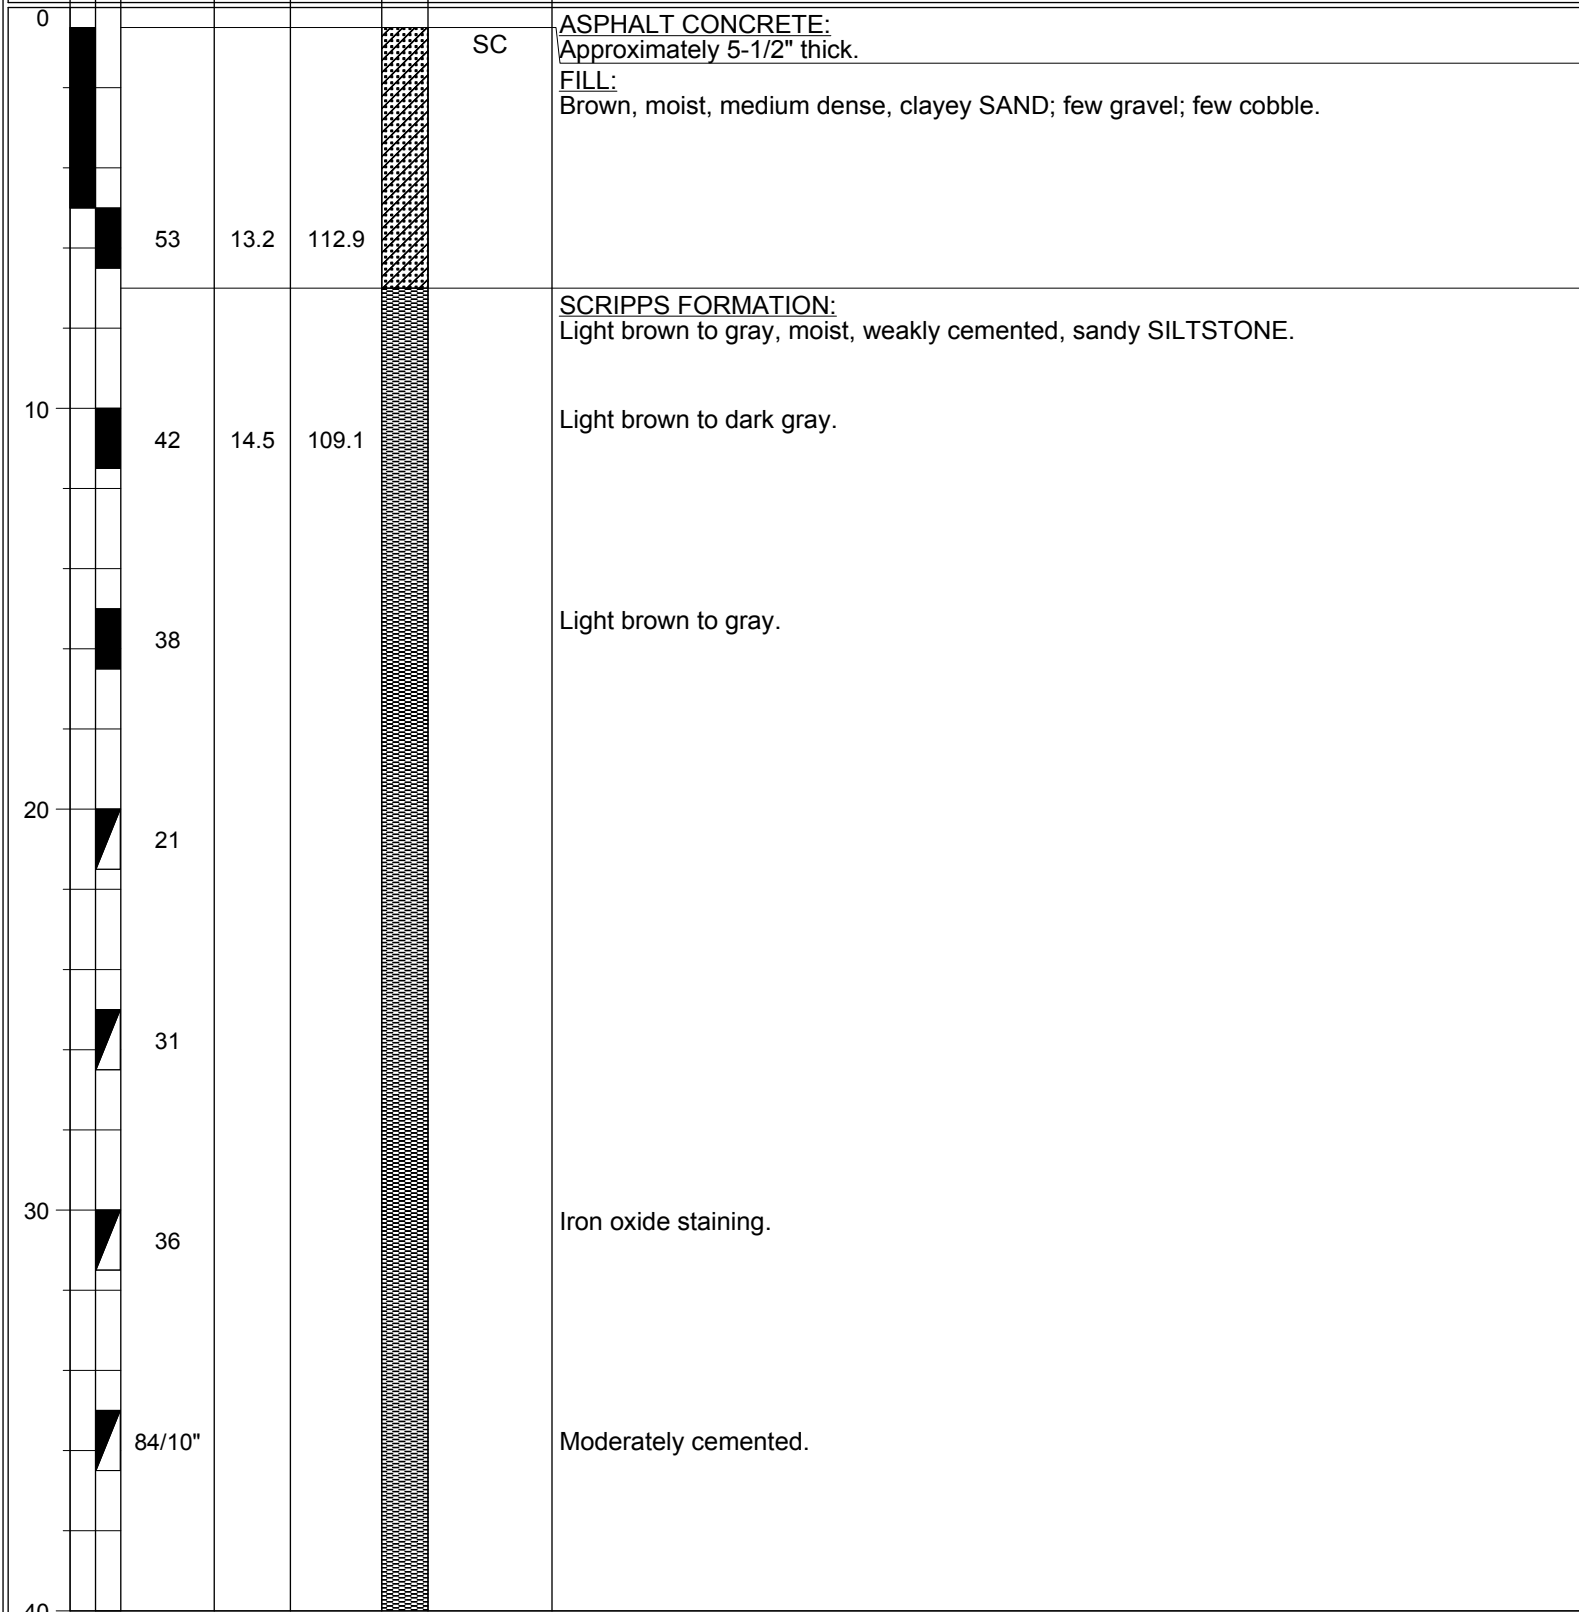 0
SC
ASPHALT CONCRETE:
Approximately 5-1/2" thick.
FILL:
Brown, moist, medium dense, clayey SAND; few gravel; few cobble.
53 13.2 112.9
SCRIPPS FORMATION:
Light brown to gray, moist, weakly cemented, sandy SILTSTONE.
10
Light brown to dark gray.
42 14.5 109.1
Light brown to gray.
38
20
21
31
30
Iron oxide staining.
36
84/10" Moderately cemented.
40